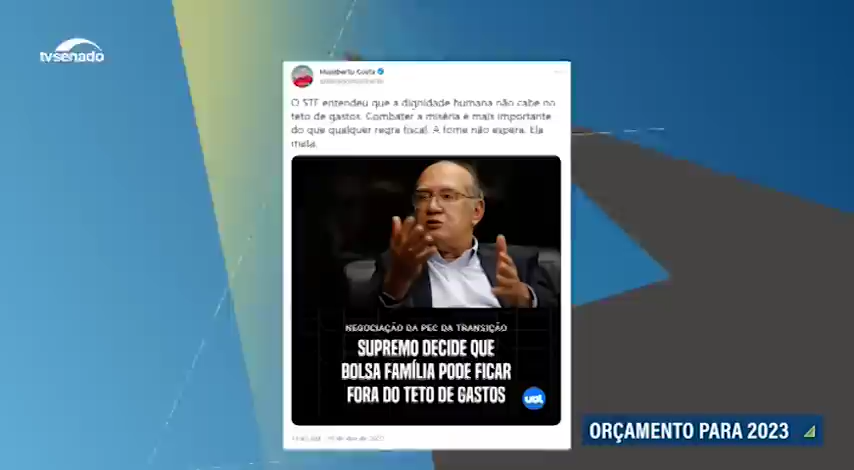 tvsenado
Humberto Costa
O STF entendeu que a dignidade humana não cabe no
teto de gastos. Combater a miséria é mais importante
do que qualquer regra fiscal. A fome não espera. Ela
mata.
NEGOCIAÇÃO DA PEC DA TRANSIÇÃO
SUPREMO DECIDE QUE
BOLSA FAMÍLIA PODE FICAR
FORA DO TETO DE GASTOS
uol
ORÇAMENTO PARA 2023